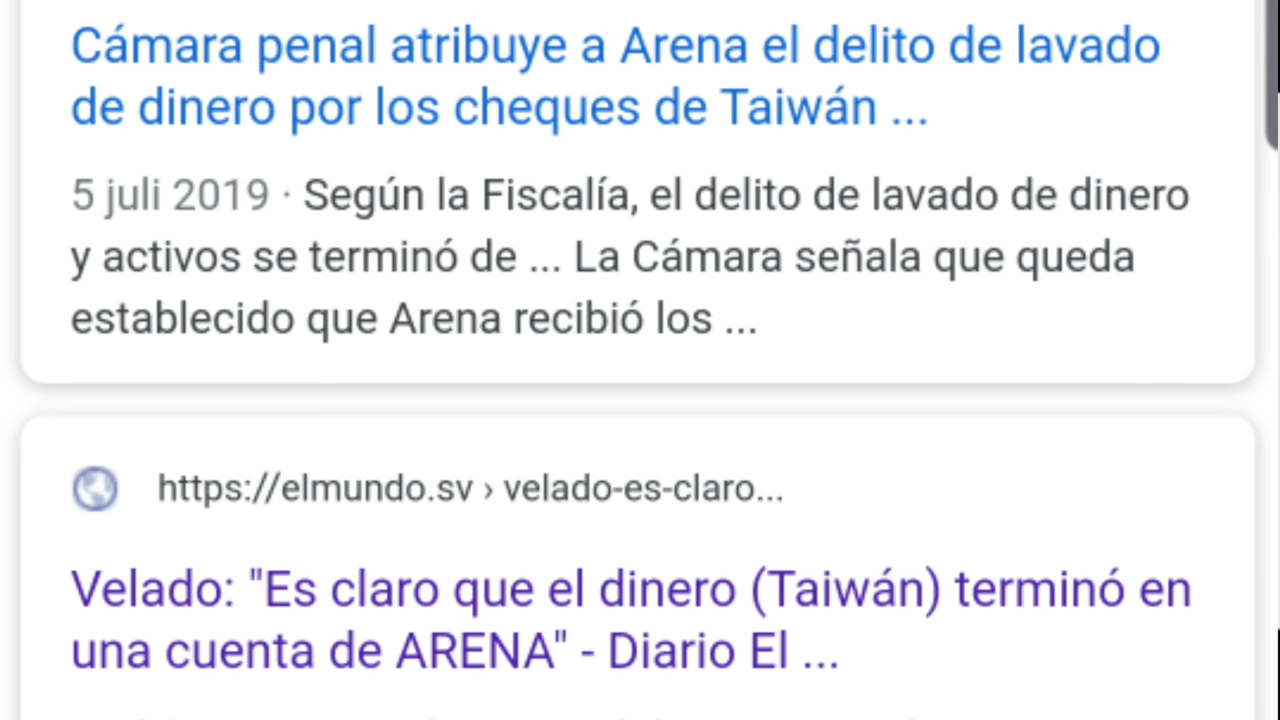 Cámara penal atribuye a Arena el delito de lavado
de dinero por los cheques de Taiwán ...
5 juli 2019 · Según la Fiscalía, el delito de lavado de dinero
y activos se terminó de ... La Cámara señala que queda
establecido que Arena recibió los ...
https://elmundo.sv › velado-es-claro...
Velado: "Es claro que el dinero (Taiwán) terminó en
una cuenta de ARENA" - Diario El ...